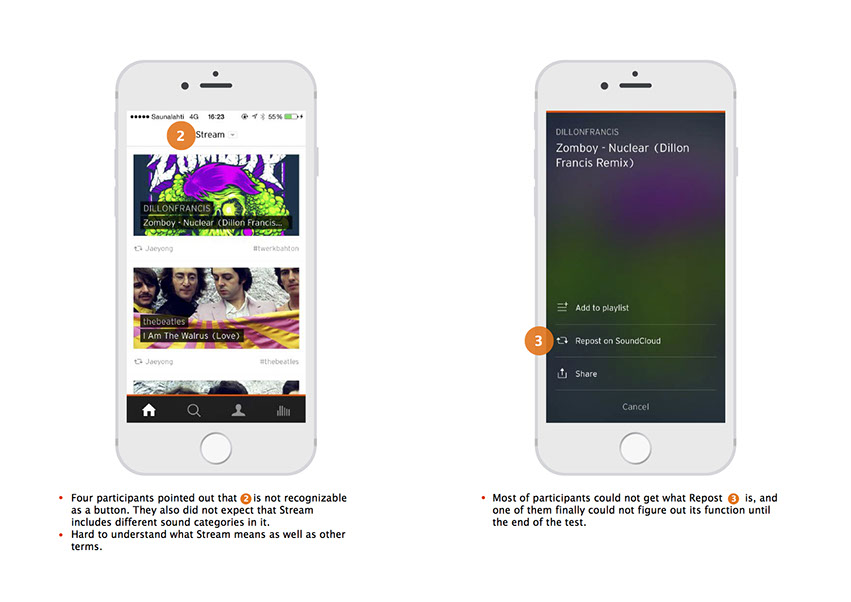 Saunalahti 4G 16:23 55%
2
Stream
ZOMBOY
DILLONFRANCIS
Zomboy - Nuclear (Dillon Francis...
Jaeyong #twerkbahton
thebeatles
I Am The Walrus (Love)
Jaeyong #thebeatles
DILLONFRANCIS
Zomboy - Nuclear (Dillon
Francis Remix)
Add to playlist
3
Repost on SoundCloud
Share
Cancel
• Four participants pointed out that 2 is not recognizable
as a button. They also did not expect that Stream
includes different sound categories in it.
• Hard to understand what Stream means as well as other
terms.
• Most of participants could not get what Repost 3 is, and
one of them finally could not figure out its function until
the end of the test.